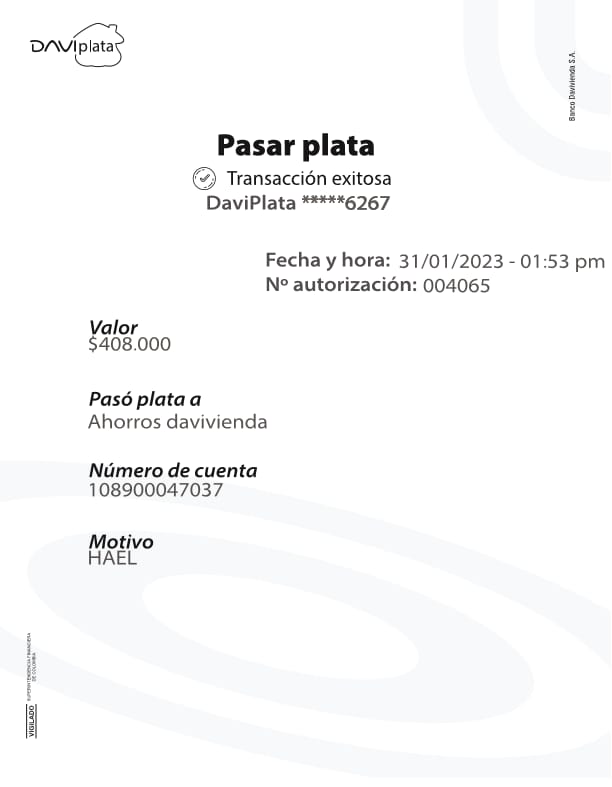 DAVIplata
Banco Davivienda S.A.
Pasar plata
Transacción exitosa
DaviPlata *****6267
Fecha y hora: 31/01/2023 - 01:53 pm
Nº autorización: 004065
Valor
$408.000
Pasó plata a
Ahorros davivienda
Número de cuenta
108900047037
Motivo
HAEL
VIGILADO SUPERINTENDENCIA FINANCIERA
DE COLOMBIA